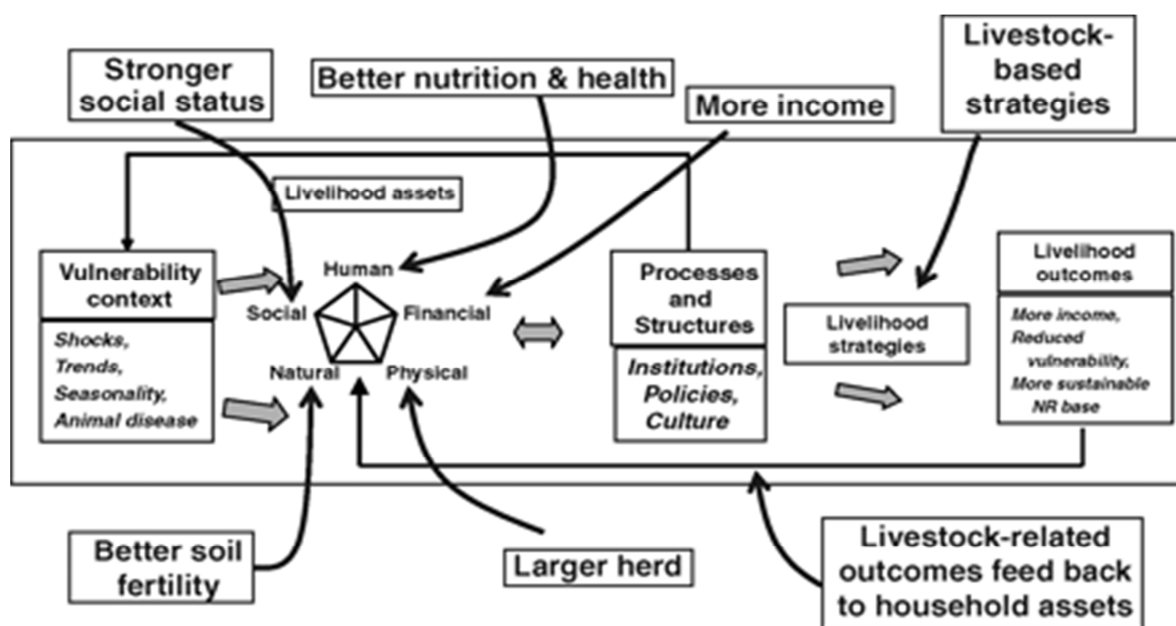 Stronger
social status
Better nutrition & health
More income
Livestock-
based
strategies
Livelihood assets
Vulnerability
context
Shocks,
Trends,
Seasonality,
Animal disease
Human
Social
Financial
Natural
Physical
Processes
and
Structures
Institutions,
Policies,
Culture
Livelihood
strategies
Livelihood
outcomes
More income,
Reduced
vulnerability,
More sustainable
NR base
Better soil
fertility
Larger herd
Livestock-related
outcomes feed back
to household assets